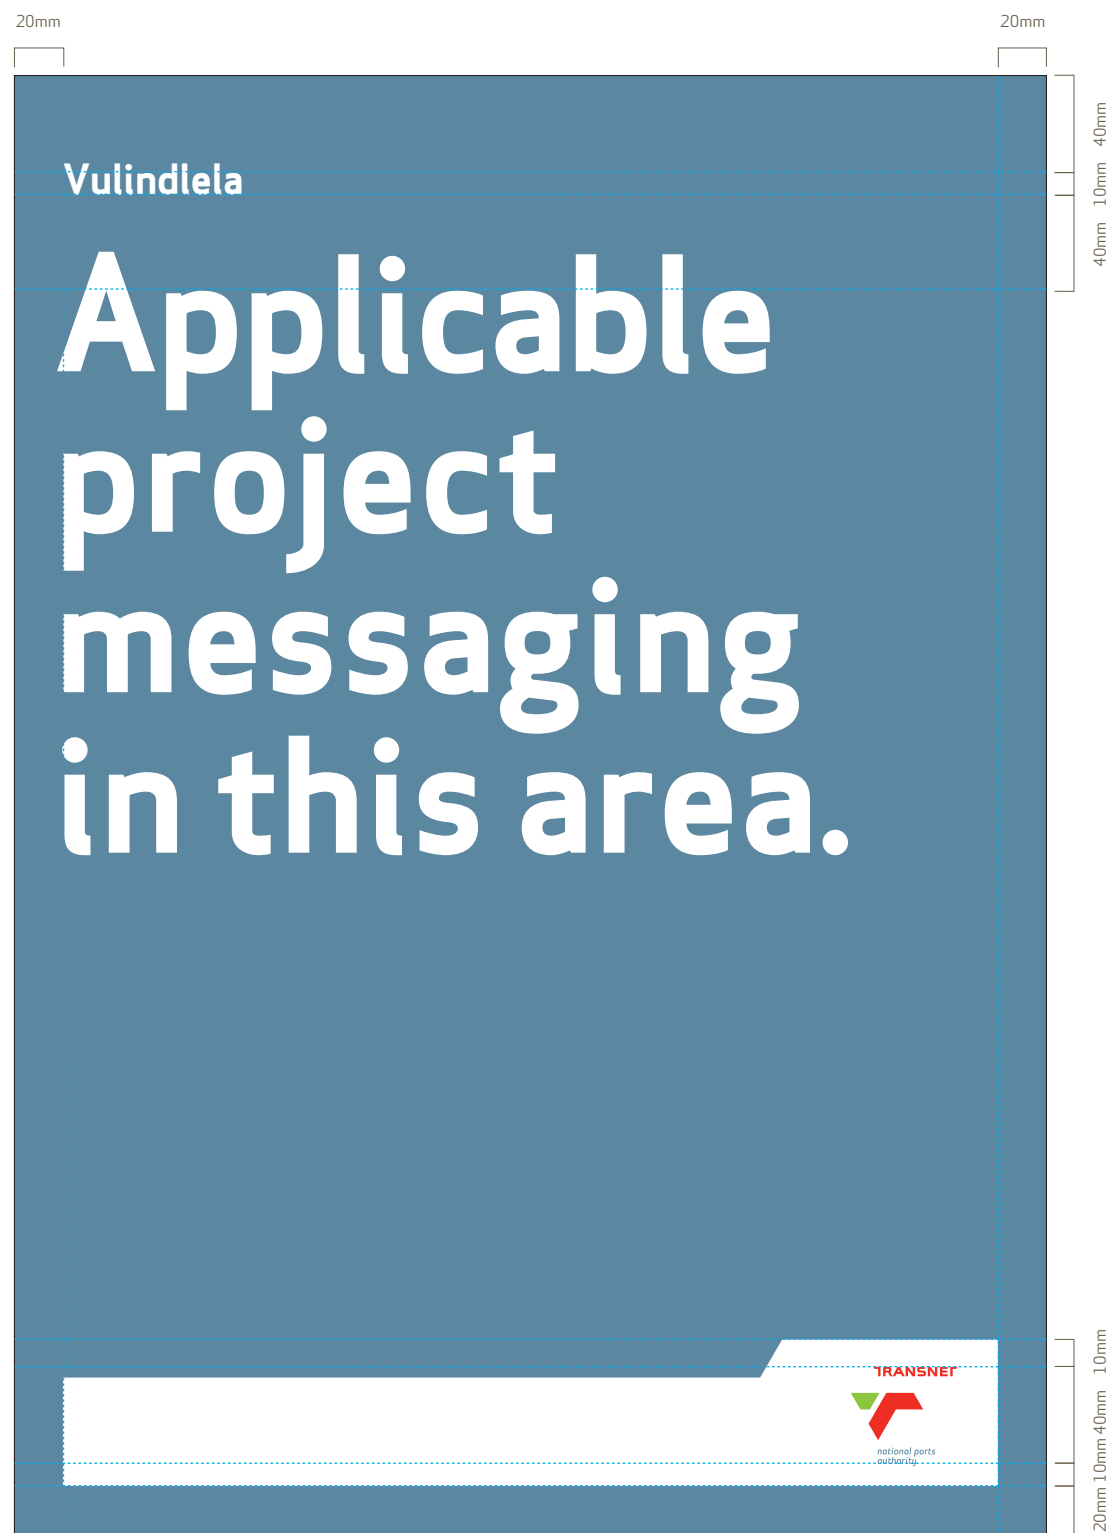 20mm 20mm
40mm
10mm
40mm
Vulindlela
Applicable
project
messaging
in this area.
10mm
40mm
10mm
20mm
TRANSNET
national ports
authority